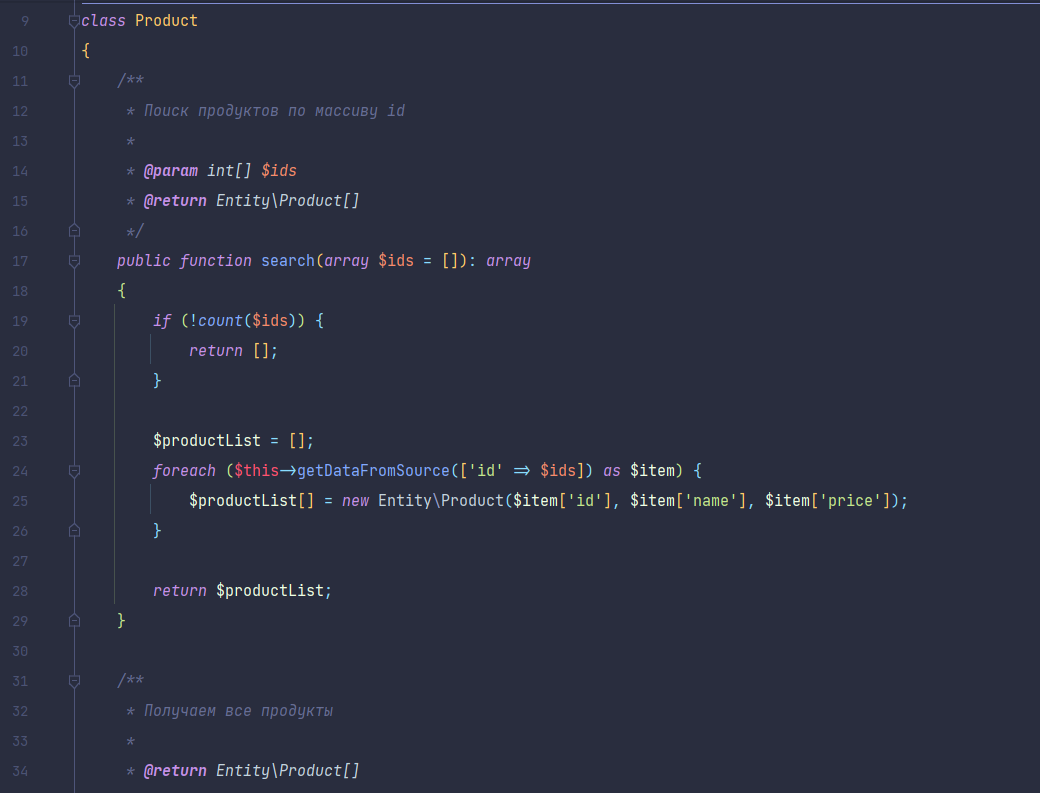 9 class Product
10 {
11 /**
12 * Поиск продуктов по массиву id
13 *
14 * @param int[] $ids
15 * @return Entity\Product[]
16 */
17 public function search(array $ids = []): array
18 {
19 if (!count($ids)) {
20 return [];
21 }
22
23 $productList = [];
24 foreach ($this->getDataFromSource(['id' => $ids]) as $item) {
25 $productList[] = new Entity\Product($item['id'], $item['name'], $item['price']);
26 }
27
28 return $productList;
29 }
30
31 /**
32 * Получаем все продукты
33 *
34 * @return Entity\Product[]